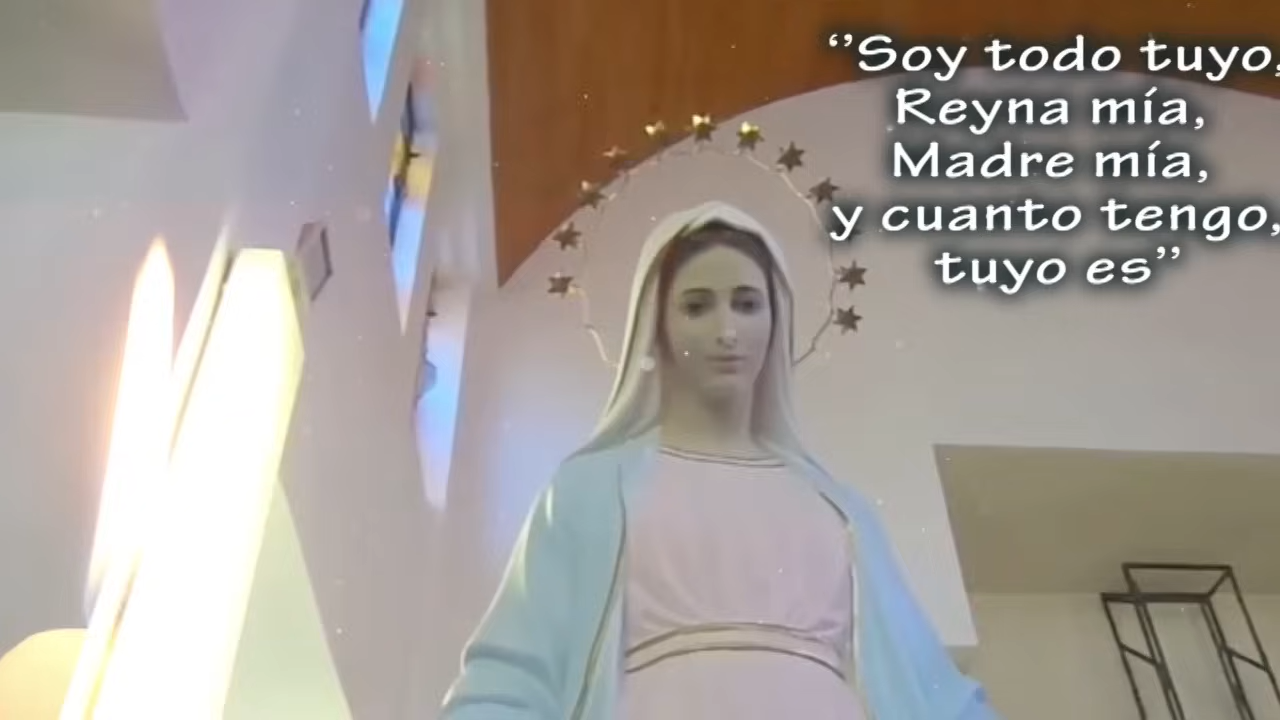 ‘’Soy todo tuyo,
Reyna mía,
Madre mía,
y cuanto tengo,
tuyo es’’